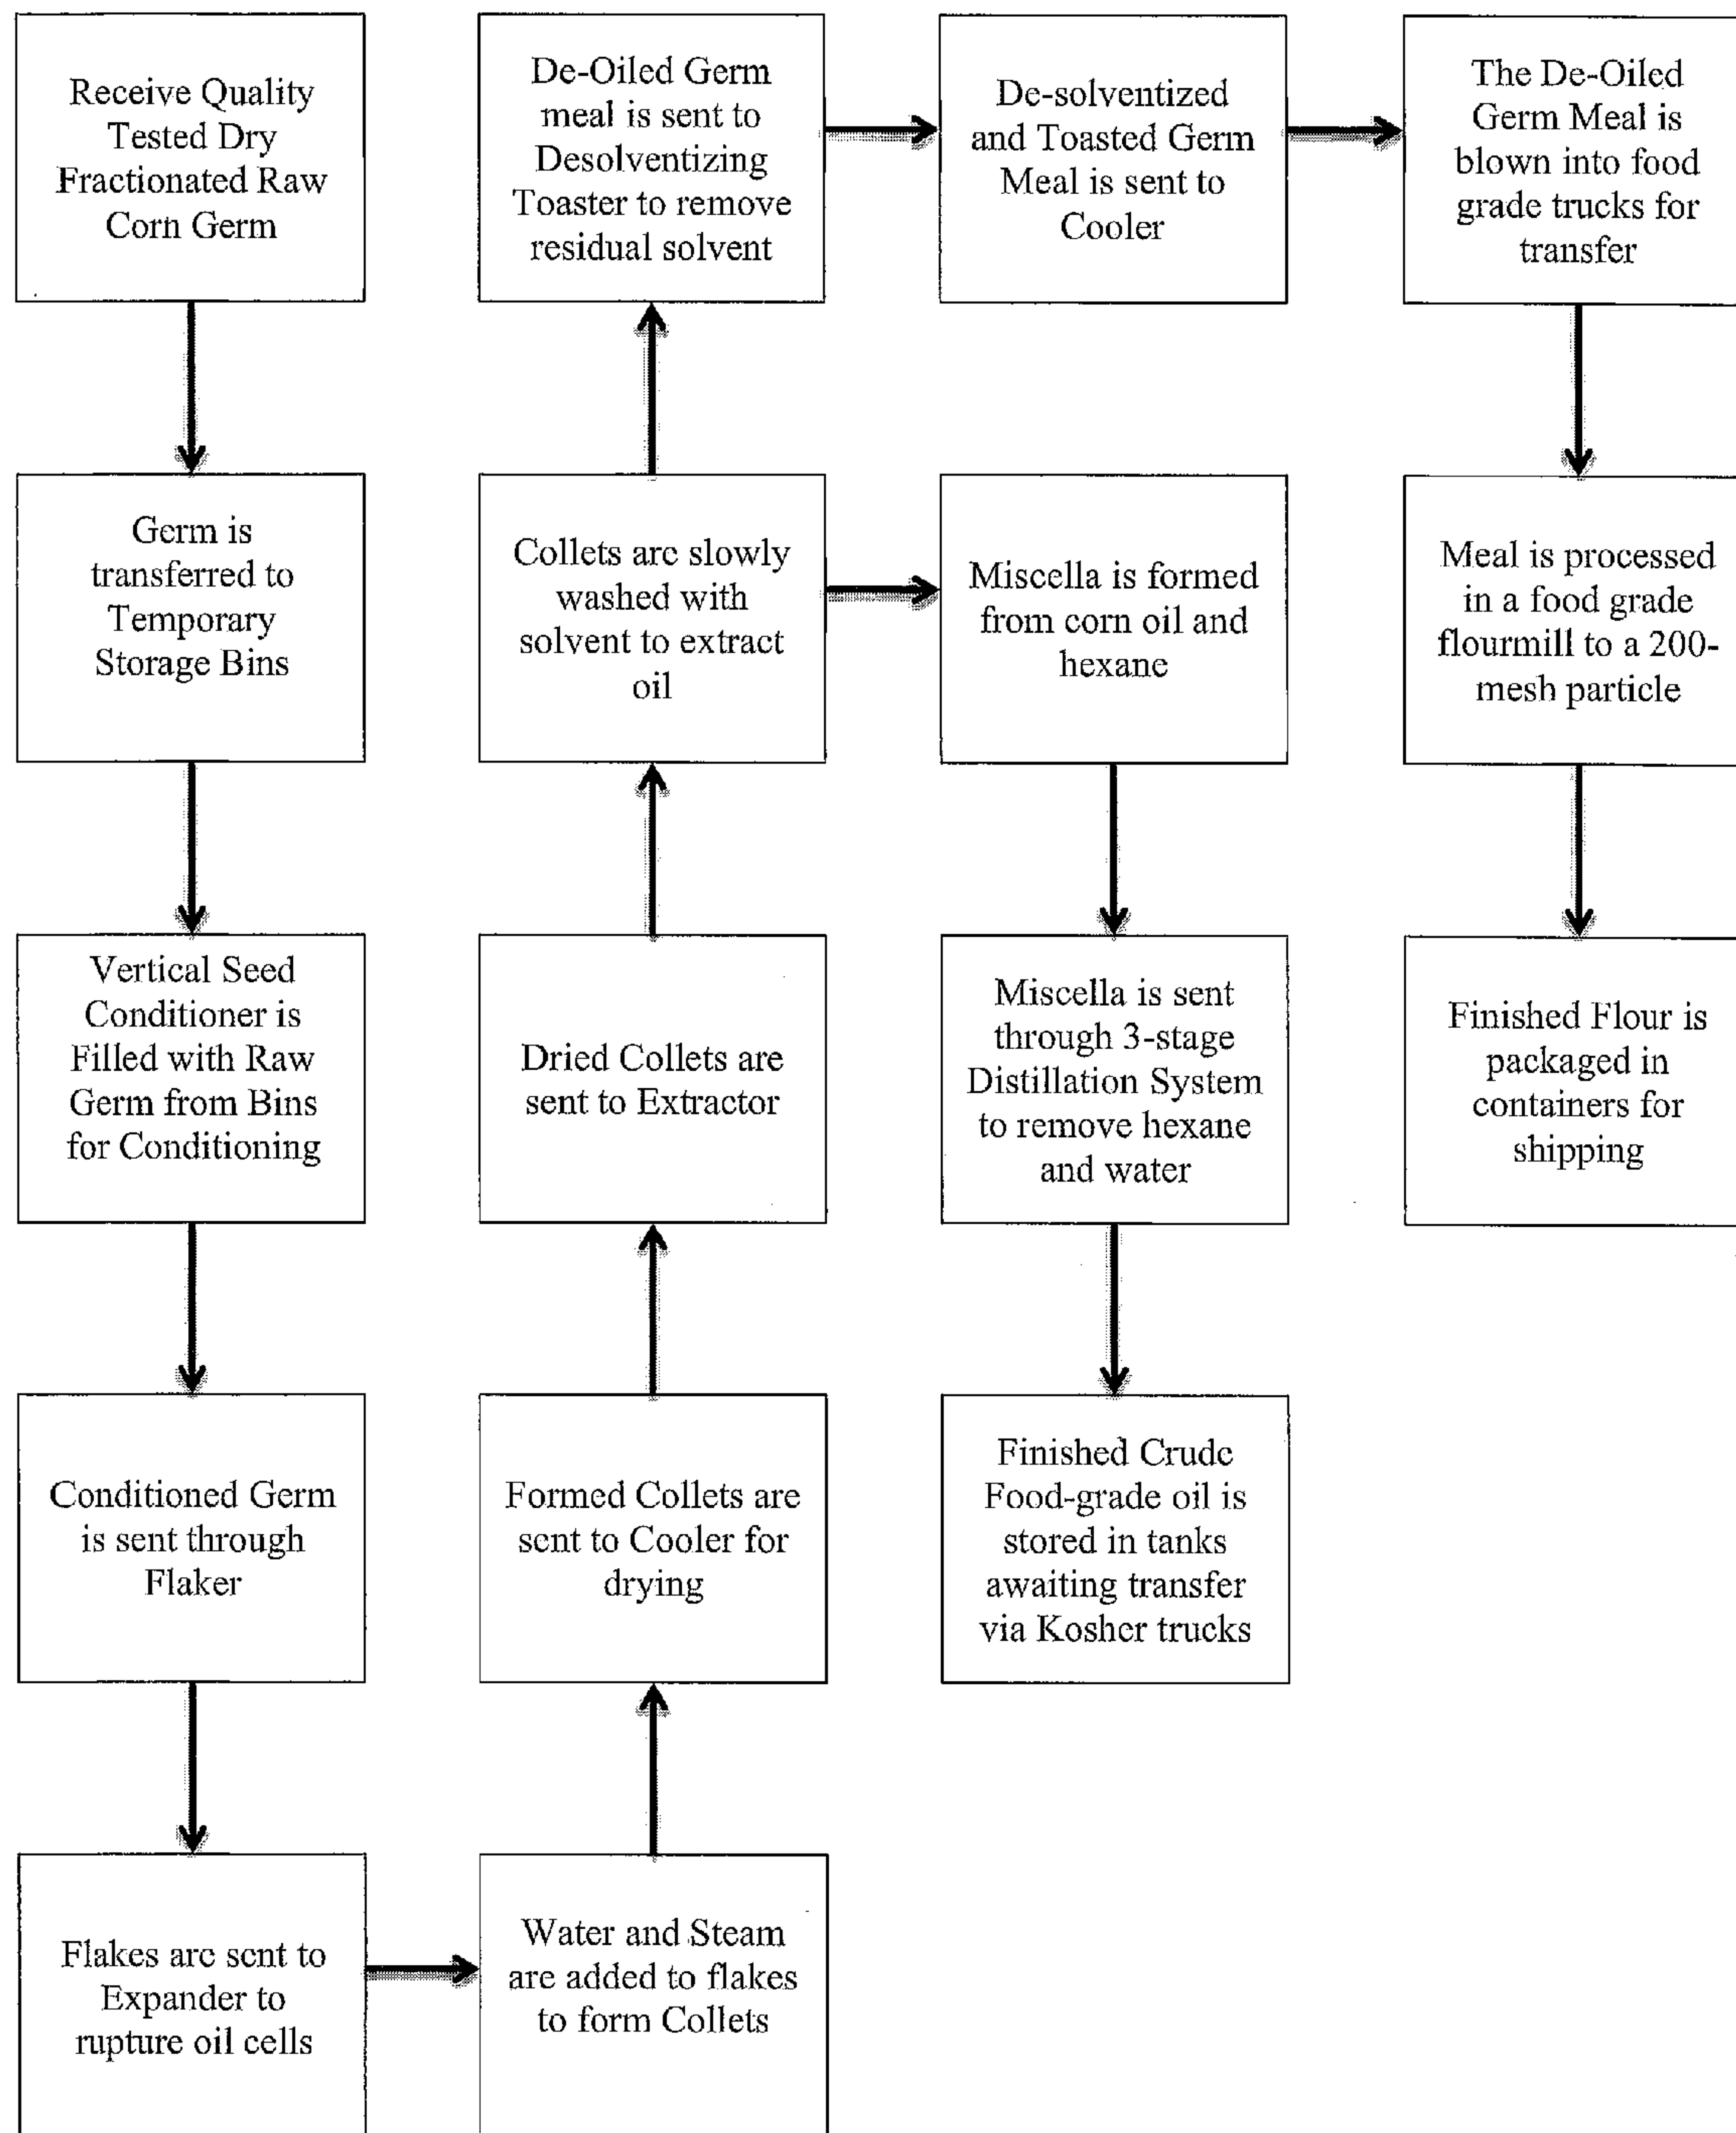 Receive Quality
Tested Dry
Fractionated Raw
Corn Germ
Germ is
transferred to
Temporary
Storage Bins
Vertical Seed
Conditioner is
Filled with Raw
Germ from Bins
for Conditioning
Conditioned Germ
is sent through
Flaker
Flakes are sent to
Expander to
rupture oil cells
Water and Steam
are added to flakes
to form Collets
Formed Collets are
sent to Cooler for
drying
Dried Collets are
sent to Extractor
Collets are slowly
washed with
solvent to extract
oil
De-Oiled Germ
meal is sent to
Desolventizing
Toaster to remove
residual solvent
De-solventized
and Toasted Germ
Meal is sent to
Cooler
Miscella is formed
from corn oil and
hexane
Miscella is sent
through 3-stage
Distillation System
to remove hexane
and water
Finished Crude
Food-grade oil is
stored in tanks
awaiting transfer
via Kosher trucks
The De-Oiled
Germ Meal is
blown into food
grade trucks for
transfer
Meal is processed
in a food grade
flourmill to a 200-
mesh particle
Finished Flour is
packaged in
containers for
shipping